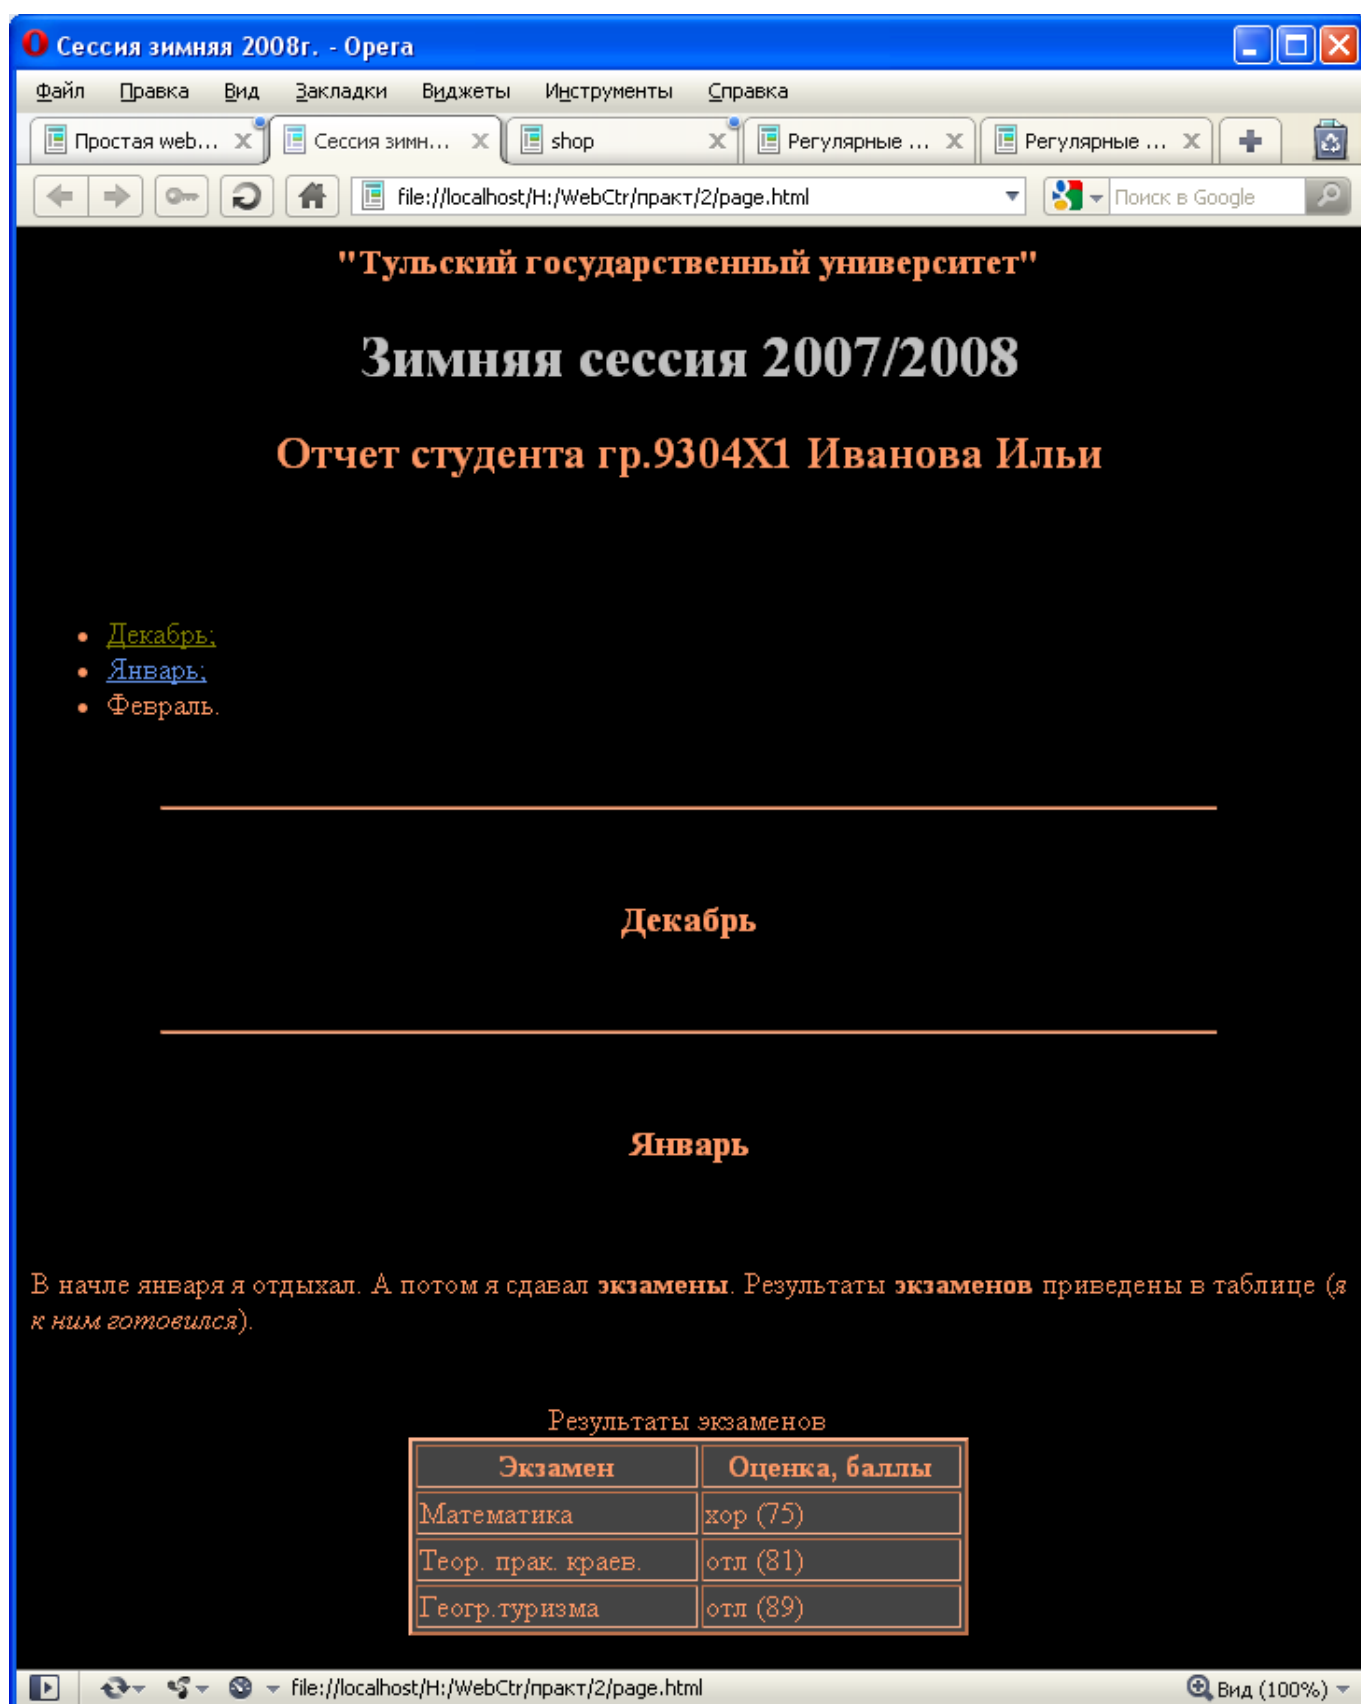 Сессия зимняя 2008г. - Opera
Файл Правка Вид Закладки Виджеты Инструменты Справка
Простая web... Сессия зимн... shop Регулярные ... Регулярные ...
file://localhost/H:/WebCtr/практ/2/page.html Поиск в Google
"Тульский государственный университет"
Зимняя сессия 2007/2008
Отчет студента гр.9304Х1 Иванова Ильи
Декабрь;
Январь;
Февраль.
Декабрь
Январь
В начле января я отдыхал. А потом я сдавал экзамены. Результаты экзаменов приведены в таблице (я
к ним готовился).
Результаты экзаменов
Экзамен Оценка, баллы
Математика хор (75)
Теор. прак. краев. отл (81)
Геогр.туризма отл (89)
file://localhost/H:/WebCtr/практ/2/page.html Вид (100%)